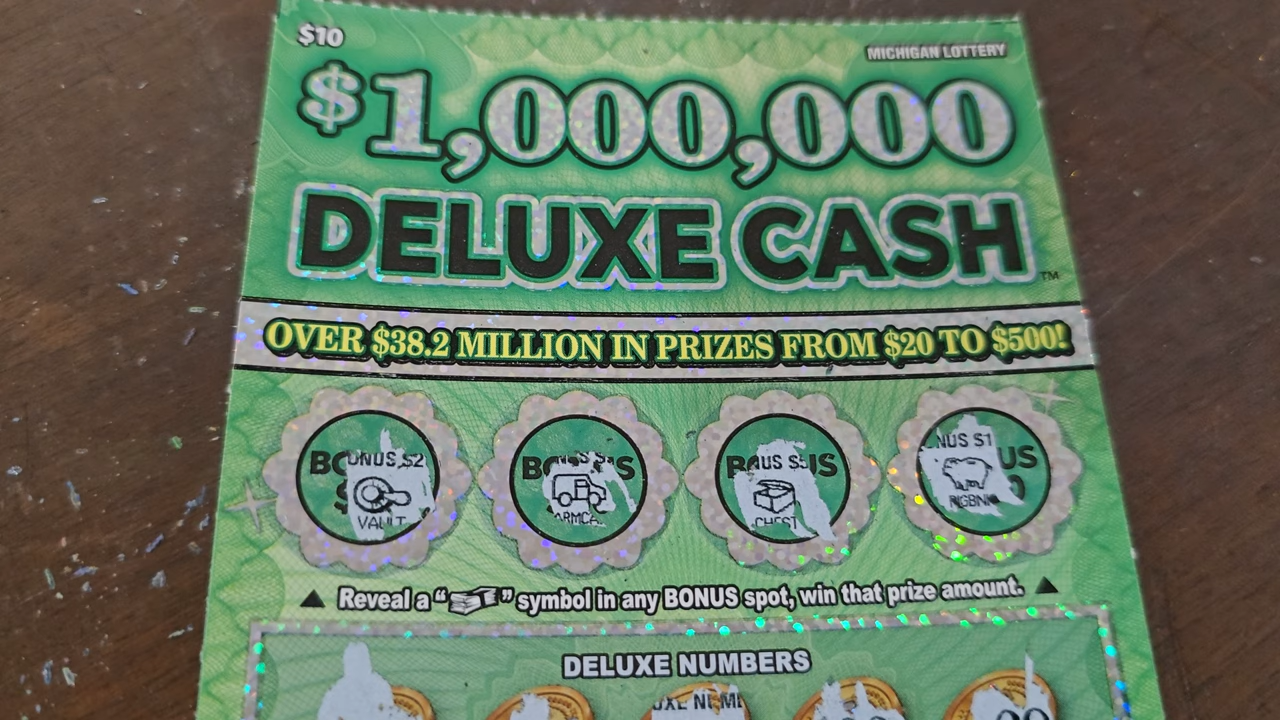 $10
MICHIGAN LOTTERY
$1,000,000
DELUXE CASH™
OVER $38.2 MILLION IN PRIZES FROM $20 TO $500!
VAULT
CHEST
Reveal a " " symbol in any BONUS spot, win that prize amount.
DELUXE NUMBERS